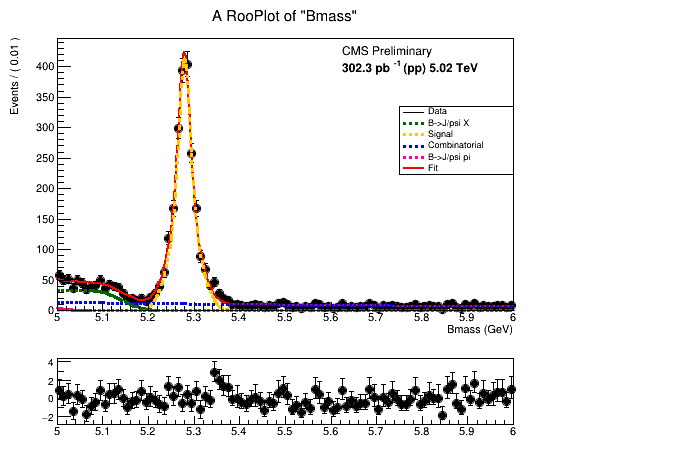 A RooPlot of "Bmass"
Events / ( 0.01 )
CMS Preliminary
302.3 pb -1 (pp) 5.02 TeV
Data
B->J/psi X
Signal
Combinatorial
B->J/psi pi
Fit
400
350
300
250
200
150
100
50
0
5 5.1 5.2 5.3 5.4 5.5 5.6 5.7 5.8 5.9 6
Bmass (GeV)
4
2
0
−2
5 5.1 5.2 5.3 5.4 5.5 5.6 5.7 5.8 5.9 6